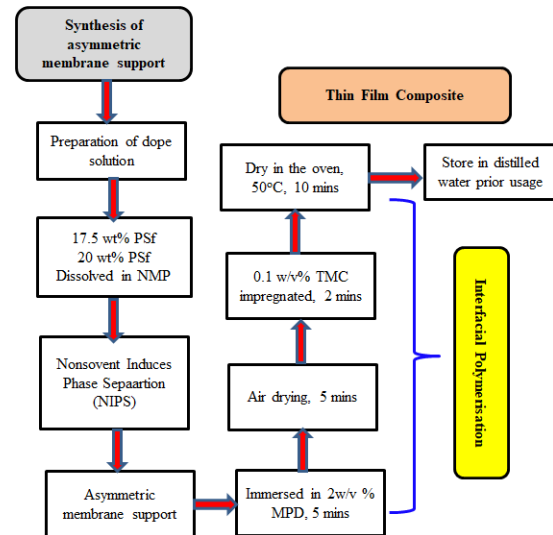 Synthesis of
asymmetric
membrane support
Preparation of dope
solution
17.5 wt% PSf
20 wt% PSf
Dissolved in NMP
Nonsovent Induces
Phase Sepaartion
(NIPS)
Asymmetric
membrane support
Immersed in 2w/v %
MPD, 5 mins
Air drying, 5 mins
0.1 w/v% TMC
impregnated, 2 mins
Dry in the oven,
50°C, 10 mins
Store in distilled
water prior usage
Thin Film Composite
Interfacial Polymerisation